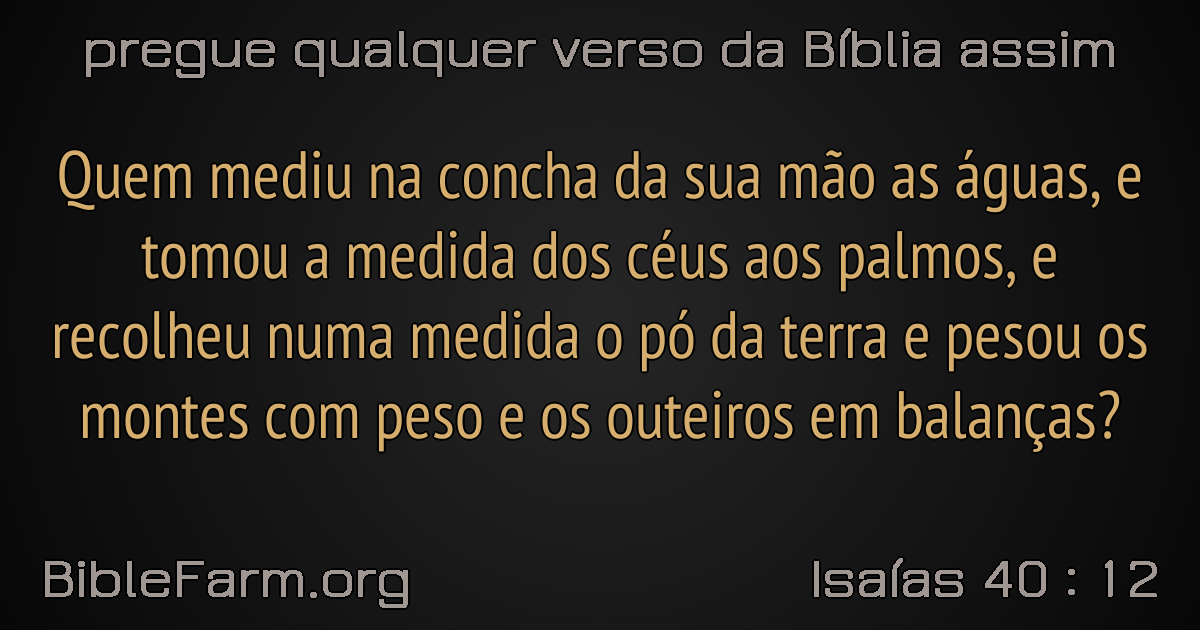 pregue qualquer verso da Bíblia assim
Quem mediu na concha da sua mão as águas, e
tomou a medida dos céus aos palmos, e
recolheu numa medida o pó da terra e pesou os
montes com peso e os outeiros em balanças?
BibleFarm.org
Isaías 40 : 12